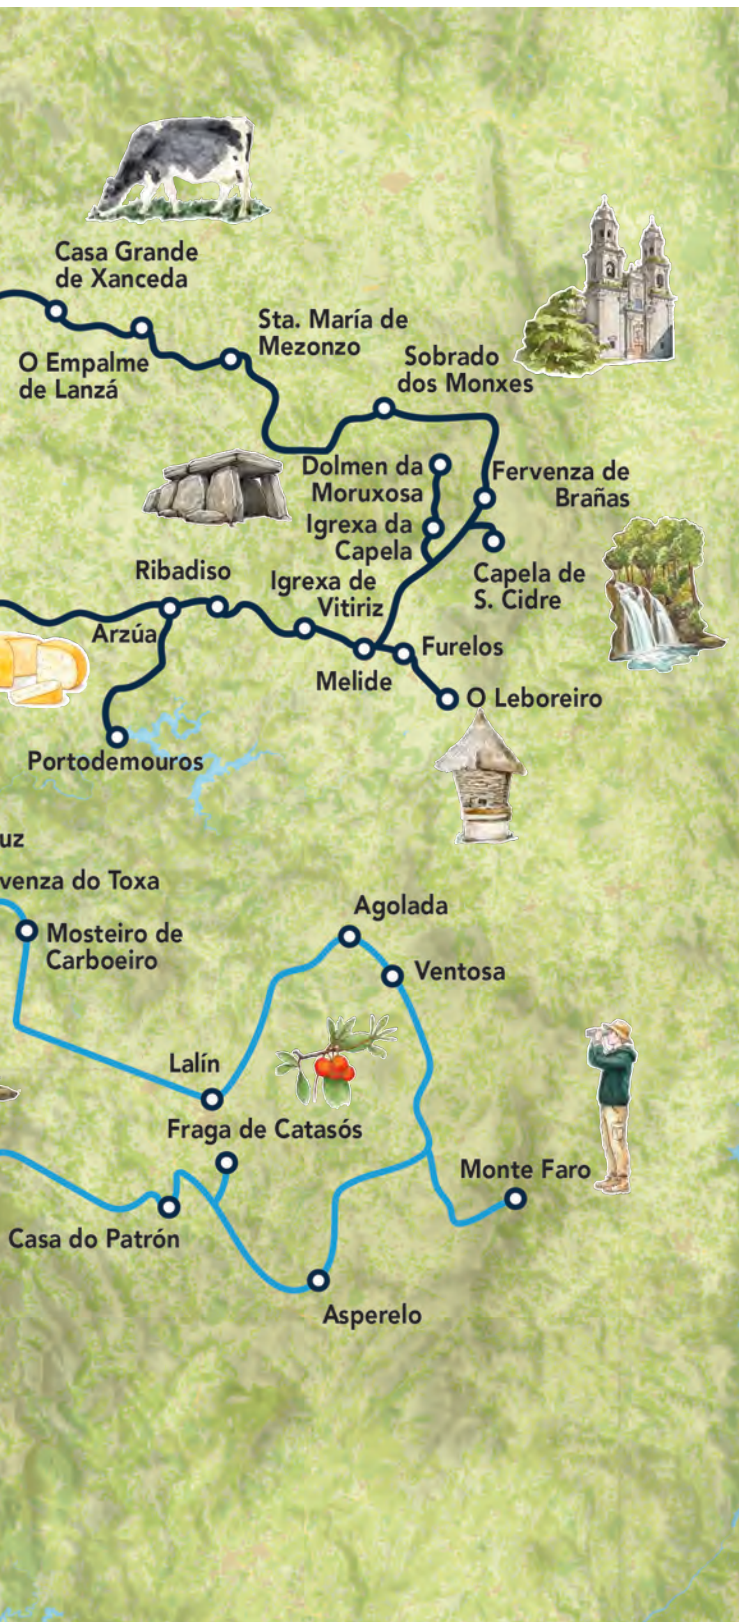 Casa Grande
de Xanceda
O Empalme
de Lanzá
Sta. María de
Mezonzo
Sobrado
dos Monxes
Dolmen da
Moruxosa
Fervenza de
Brañas
Igrexa da
Capela
Capela de
S. Cidre
Ribadiso
Igrexa de
Vitiriz
Arzúa
Furelos
Melide
O Leboreiro
Portodemouros
uz
venza do Toxa
Agolada
Mosteiro de
Carboeiro
Ventosa
Lalín
Fraga de Catasós
Monte Faro
Casa do Patrón
Asperelo